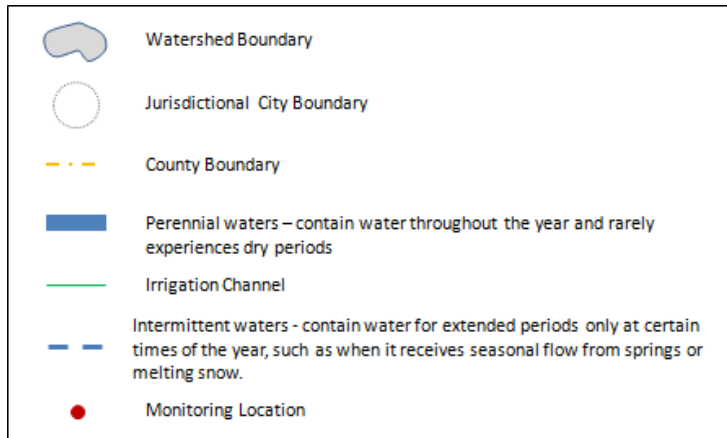 Watershed Boundary
Jurisdictional City Boundary
County Boundary
Perennial waters – contain water throughout the year and rarely
experiences dry periods
Irrigation Channel
Intermittent waters - contain water for extended periods only at certain
times of the year, such as when it receives seasonal flow from springs or
melting snow.
Monitoring Location